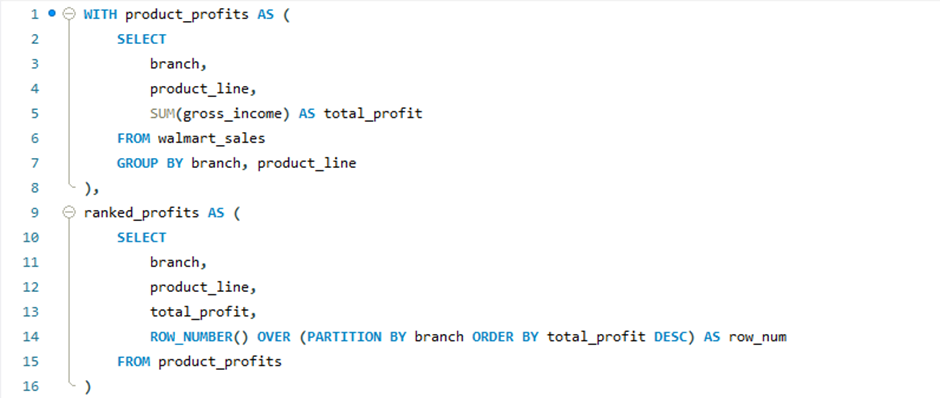 1 WITH product_profits AS (
2 SELECT
3 branch,
4 product_line,
5 SUM(gross_income) AS total_profit
6 FROM walmart_sales
7 GROUP BY branch, product_line
8 ),
9 ranked_profits AS (
10 SELECT
11 branch,
12 product_line,
13 total_profit,
14 ROW_NUMBER() OVER (PARTITION BY branch ORDER BY total_profit DESC) AS row_num
15 FROM product_profits
16 )